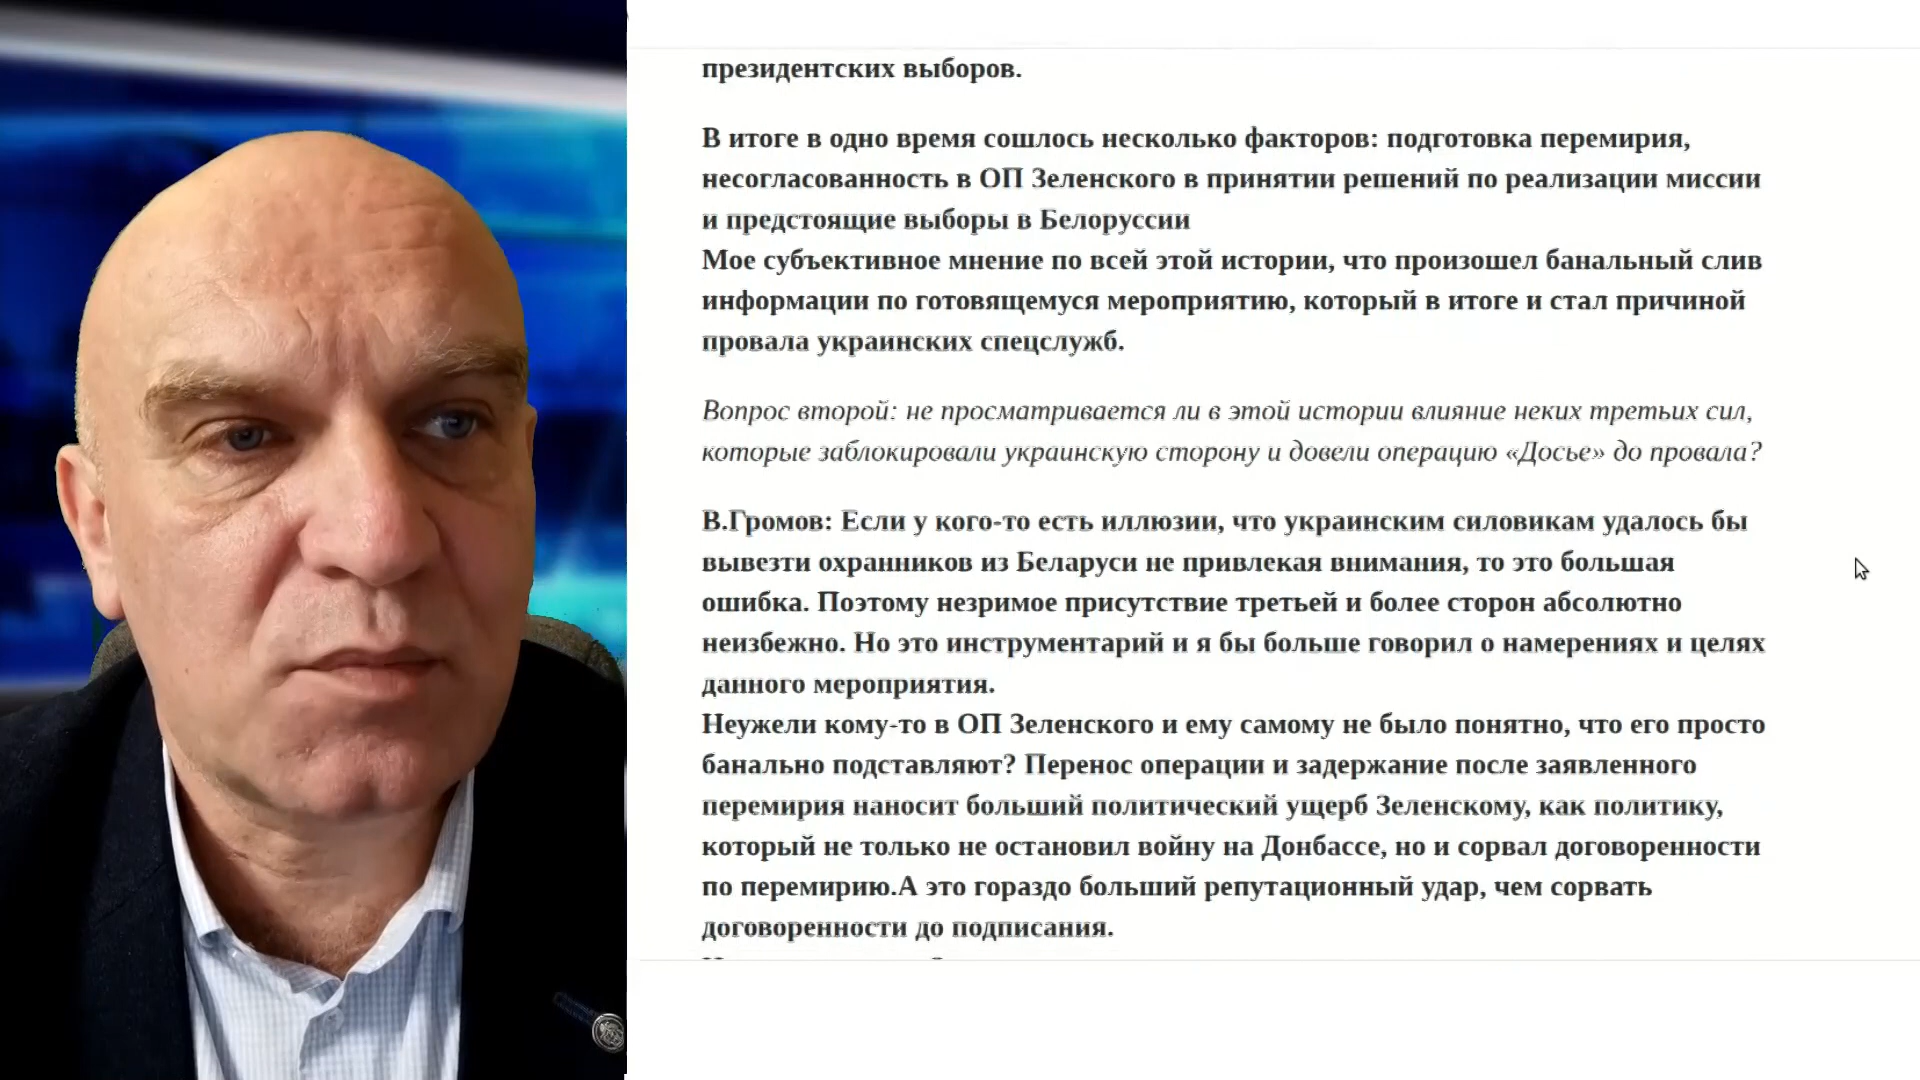 президентских выборов.
В итоге в одно время сошлось несколько факторов: подготовка перемирия,
несогласованность в ОП Зеленского в принятии решений по реализации миссии
и предстоящие выборы в Белоруссии
Мое субъективное мнение по всей этой истории, что произошел банальный слив
информации по готовящемуся мероприятию, который в итоге и стал причиной
провала украинских спецслужб.
Вопрос второй: не просматривается ли в этой истории влияние неких третьих сил,
которые заблокировали украинскую сторону и довели операцию «Досье» до провала?
В.Громов: Если у кого-то есть иллюзии, что украинским силовикам удалось бы
вывезти охранников из Беларуси не привлекая внимания, то это большая
ошибка. Поэтому незримое присутствие третьей и более сторон абсолютно
неизбежно. Но это инструментарий и я бы больше говорил о намерениях и целях
данного мероприятия.
Неужели кому-то в ОП Зеленского и ему самому не было понятно, что его просто
банально подставляют? Перенос операции и задержание после заявленного
перемирия наносит больший политический ущерб Зеленскому, как политику,
который не только не остановил войну на Донбассе, но и сорвал договоренности
по перемирию.А это гораздо больший репутационный удар, чем сорвать
договоренности до подписания.